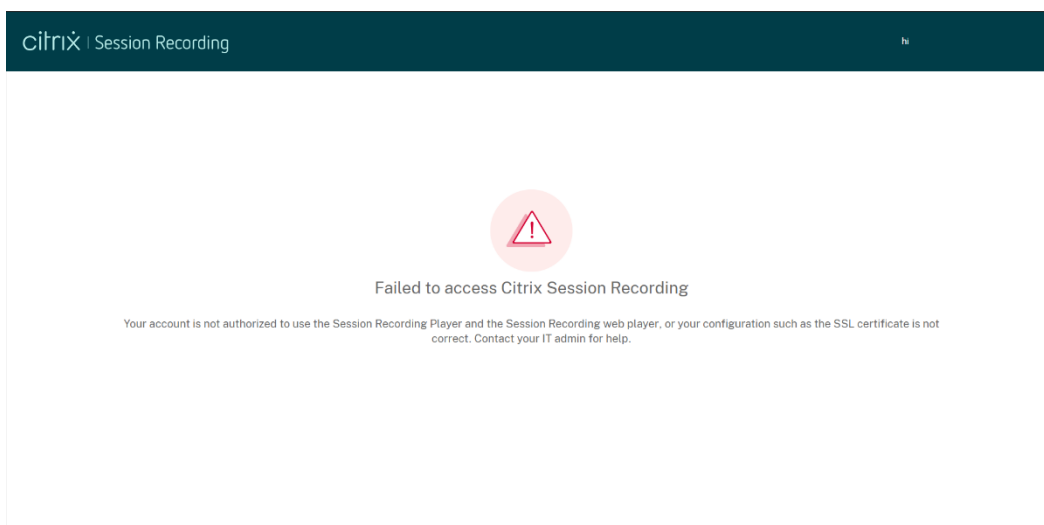 citrix | Session Recording
hi
Failed to access Citrix Session Recording
Your account is not authorized to use the Session Recording Player and the Session Recording web player, or your configuration such as the SSL certificate is not
correct. Contact your IT admin for help.